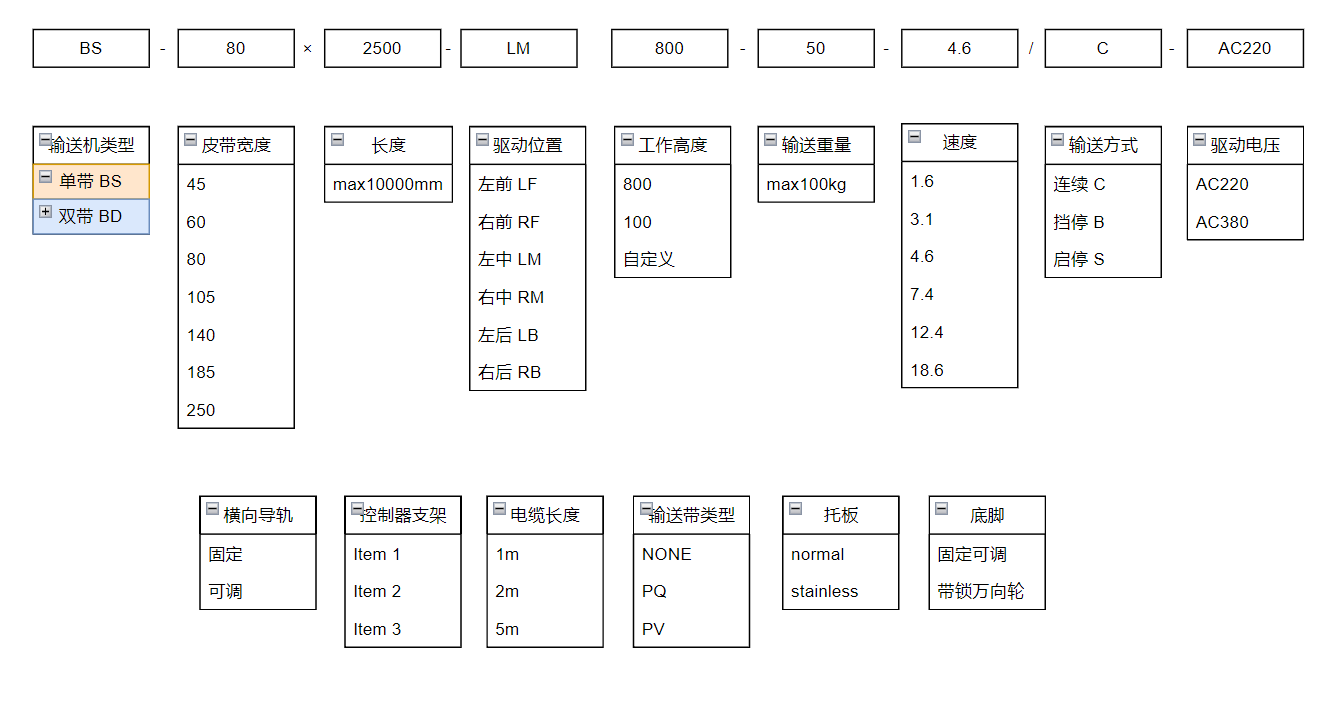 BS - 80 × 2500 - LM 800 - 50 - 4.6 / C - AC220
输送机类型
单带 BS
双带 BD
皮带宽度
45
60
80
105
140
185
250
长度
max10000mm
驱动位置
左前 LF
右前 RF
左中 LM
右中 RM
左后 LB
右后 RB
工作高度
800
100
自定义
输送重量
max100kg
速度
1.6
3.1
4.6
7.4
12.4
18.6
输送方式
连续 C
挡停 B
启停 S
驱动电压
AC220
AC380
横向导轨
固定
可调
控制器支架
Item 1
Item 2
Item 3
电缆长度
1m
2m
5m
输送带类型
NONE
PQ
PV
托板
normal
stainless
底脚
固定可调
带锁万向轮